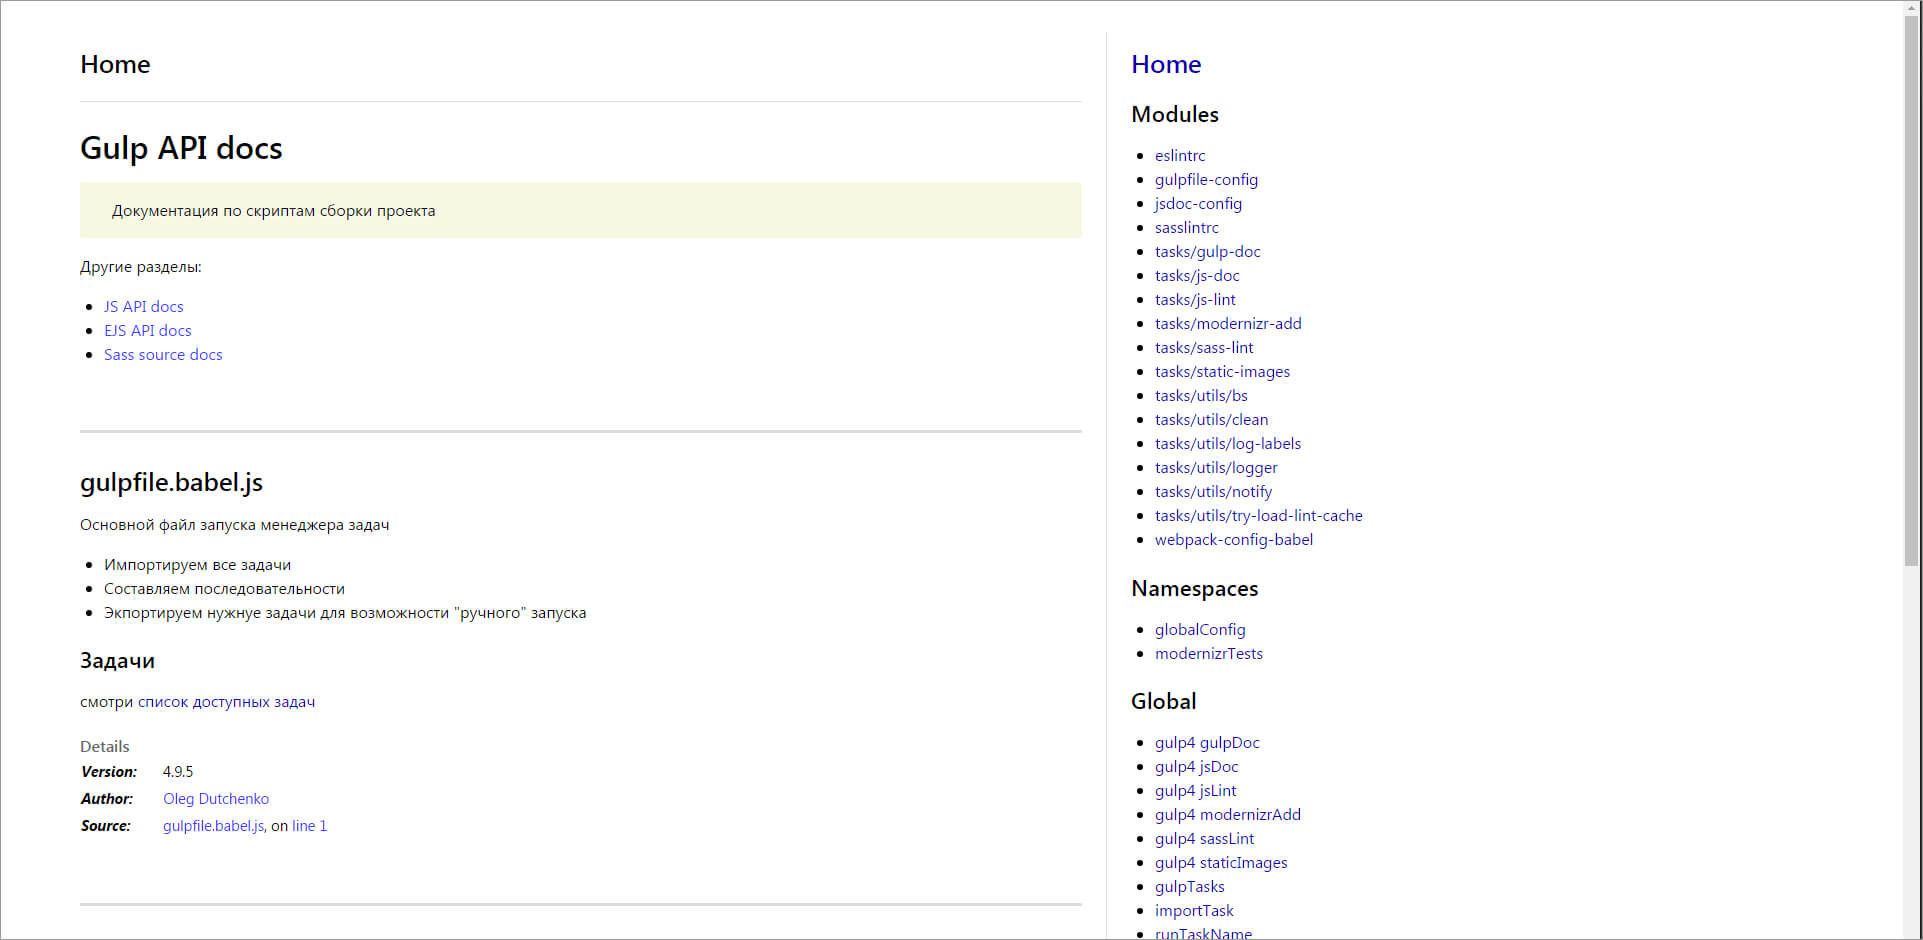 Home
Gulp API docs
Документация по скриптам сборки проекта
Другие разделы:
JS API docs
EJS API docs
Sass source docs
gulpfile.babel.js
Основной файл запуска менеджера задач
Импортируем все задачи
Составляем последовательности
Экпортируем нужнуе задачи для возможности "ручного" запуска
Задачи
смотри список доступных задач
Details
Version: 4.9.5
Author: Oleg Dutchenko
Source: gulpfile.babel.js, on line 1
Home
Modules
eslintrc
gulpfile-config
jsdoc-config
sasslintrc
tasks/gulp-doc
tasks/js-doc
tasks/js-lint
tasks/modernizr-add
tasks/sass-lint
tasks/static-images
tasks/utils/bs
tasks/utils/clean
tasks/utils/log-labels
tasks/utils/logger
tasks/utils/notify
tasks/utils/try-load-lint-cache
webpack-config-babel
Namespaces
globalConfig
modernizrTests
Global
gulp4 gulpDoc
gulp4 jsDoc
gulp4 jsLint
gulp4 modernizrAdd
gulp4 sassLint
gulp4 staticImages
gulpTasks
importTask
runTaskName